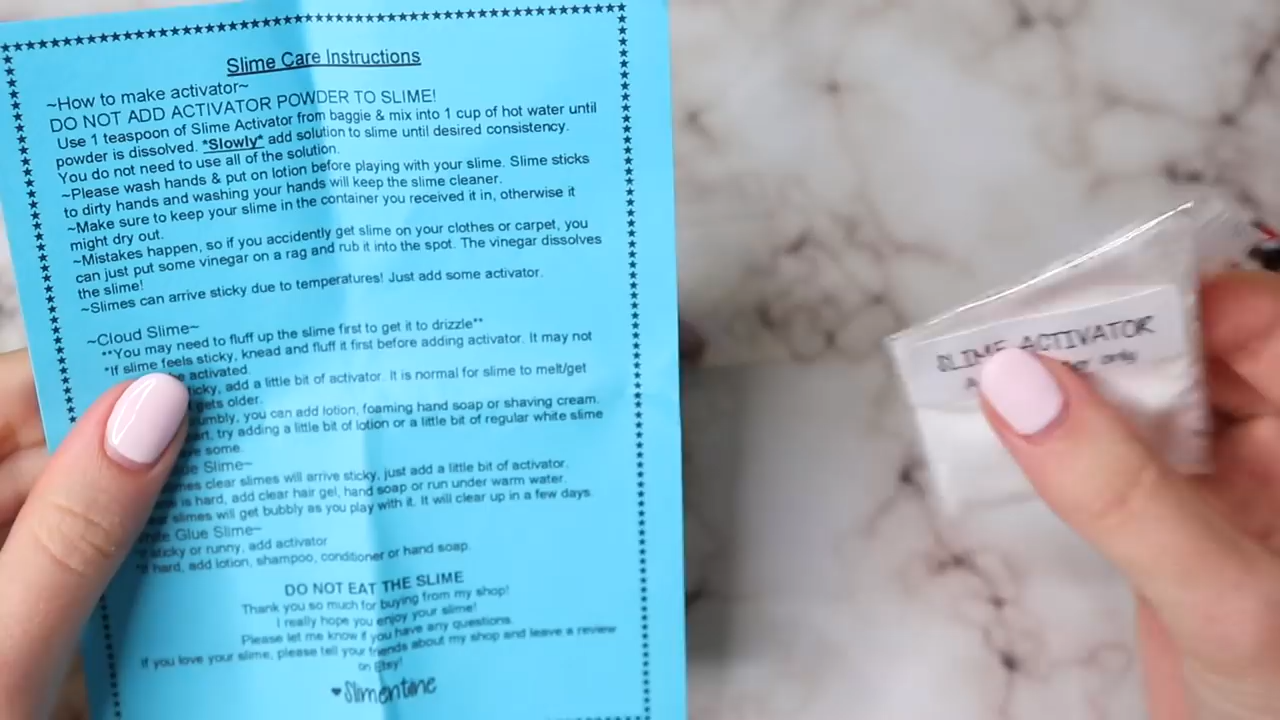 Slime Care Instructions
~How to make activator~
DO NOT ADD ACTIVATOR POWDER TO SLIME!
Use 1 teaspoon of Slime Activator from baggie & mix into 1 cup of hot water until
powder is dissolved. *Slowly* add solution to slime until desired consistency.
You do not need to use all of the solution.
~Please wash hands & put on lotion before playing with your slime. Slime sticks
to dirty hands and washing your hands will keep the slime cleaner.
~Make sure to keep your slime in the container you received it in, otherwise it
might dry out.
~Mistakes happen, so if you accidently get slime on your clothes or carpet, you
can just put some vinegar on a rag and rub it into the spot. The vinegar dissolves
the slime!
~Slimes can arrive sticky due to temperatures! Just add some activator.
~Cloud Slime~
**You may need to fluff up the slime first to get it to drizzle**
*If slime feels sticky, knead and fluff it first before adding activator. It may not
be activated.
sticky, add a little bit of activator. It is normal for slime to melt/get
gets older.
you can add lotion, foaming hand soap or shaving cream.
try adding a little bit of lotion or a little bit of regular white slime
some.
Slime~
clear slimes will arrive sticky, just add a little bit of activator.
is hard, add clear hair gel, hand soap or run under warm water.
slimes will get bubbly as you play with it. It will clear up in a few days.
Glue Slime~
sticky or runny, add activator
hard, add lotion, shampoo, conditioner or hand soap.
DO NOT EAT THE SLIME
Thank you so much for buying from my shop!
I really hope you enjoy your slime!
Please let me know if you have any questions.
If you love your slime, please tell your friends about my shop and leave a review
on Etsy!
♥Slimentine
SLIME ACTIVATOR
only